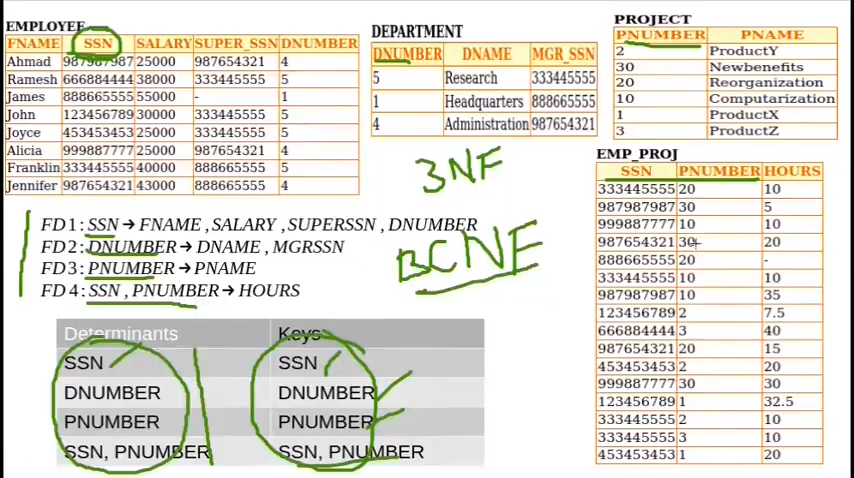 EMPLOYEE
FNAME SSN SALARY SUPER_SSN DNUMBER
Ahmad 987987987 25000 987654321 4
Ramesh 666884444 38000 333445555 5
James 888665555 55000 - 1
John 123456789 30000 333445555 5
Joyce 453453453 25000 333445555 5
Alicia 999887777 25000 987654321 4
Franklin 333445555 40000 888665555 5
Jennifer 987654321 43000 888665555 4
DEPARTMENT
DNUMBER DNAME MGR_SSN
5 Research 333445555
1 Headquarters 888665555
4 Administration 987654321
PROJECT
PNUMBER PNAME
2 ProductY
30 Newbenefits
20 Reorganization
10 Computarization
1 ProductX
3 ProductZ
EMP_PROJ
SSN PNUMBER HOURS
333445555 20 10
987987987 30 5
999887777 10 10
987654321 30 20
888665555 20 -
333445555 10 10
987987987 10 35
123456789 2 7.5
666884444 3 40
987654321 20 15
453453453 2 20
999887777 30 30
123456789 1 32.5
333445555 2 10
333445555 3 10
453453453 1 20
3NF
BCNF
FD1: SSN → FNAME, SALARY, SUPERSSN, DNUMBER
FD2: DNUMBER → DNAME, MGRSSN
FD3: PNUMBER → PNAME
FD4: SSN, PNUMBER → HOURS
Determinants Keys
SSN SSN
DNUMBER DNUMBER
PNUMBER PNUMBER
SSN, PNUMBER SSN, PNUMBER